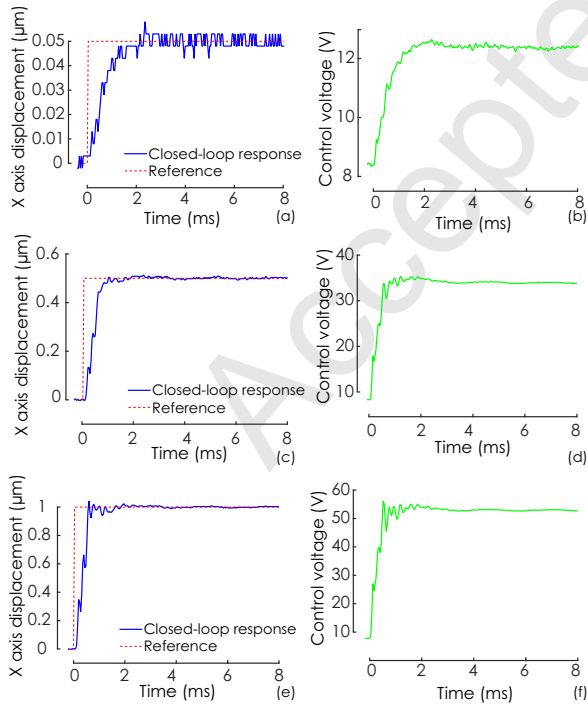 X axis displacement (µm)
0.05
0.04
0.03
0.02
0.01
0
Closed-loop response
Reference
0 2 4 6 8
Time (ms)
(a)
Control voltage (V)
12
10
8
0 2 4 6 8
Time (ms)
(b)
X axis displacement (µm)
0.6
0.4
0.2
0
Closed-loop response
Reference
0 2 4 6 8
Time (ms)
(c)
Control voltage (V)
40
30
20
10
0 2 4 6 8
Time (ms)
(d)
X axis displacement (µm)
1
0.8
0.6
0.4
0.2
0
Closed-loop response
Reference
0 2 4 6 8
Time (ms)
(e)
Control voltage (V)
60
50
40
30
20
10
0 2 4 6 8
Time (ms)
(f)
Accepte